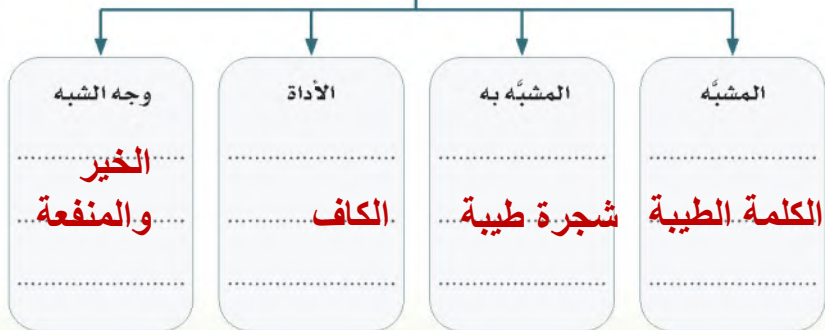 المشبَّه
المشبَّه به
الأداة
وجه الشبه
الكلمة الطيبة
شجرة طيبة
الكاف
الخير
والمنفعة